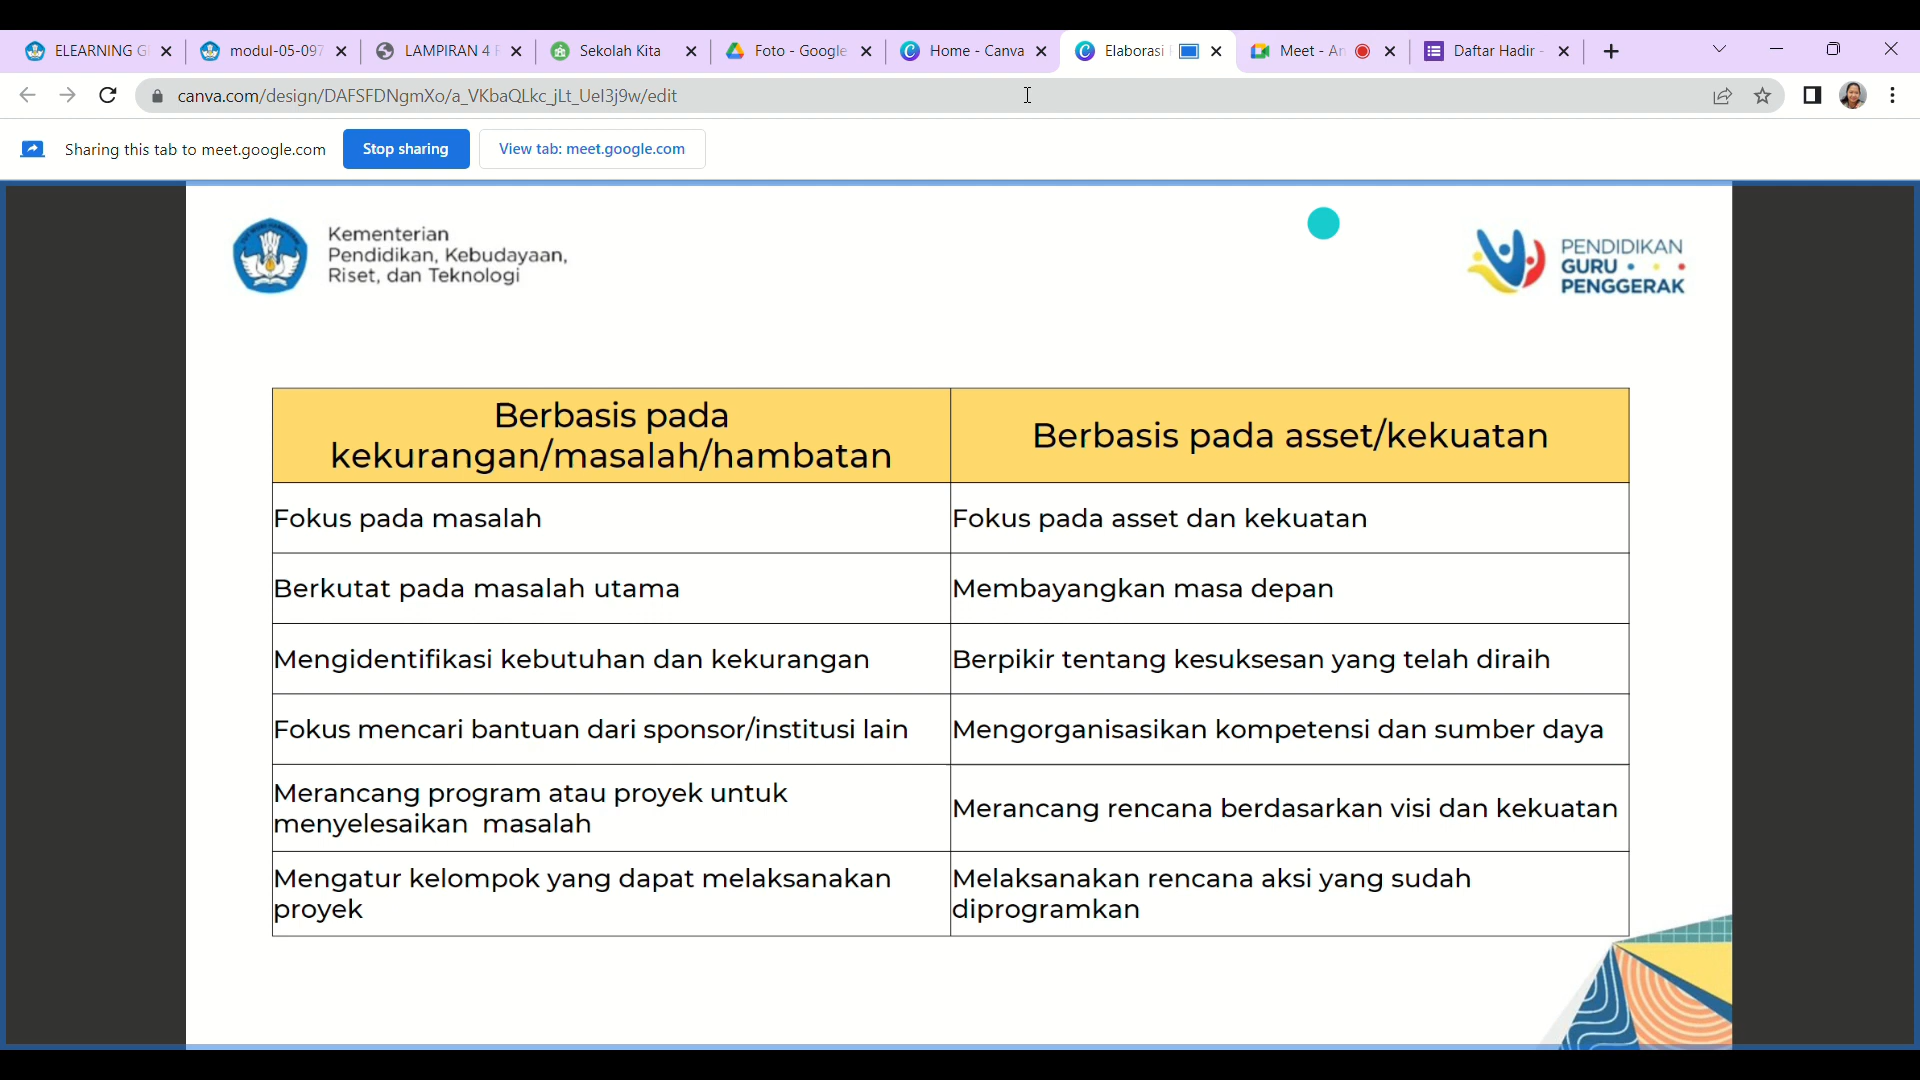 ELEARNING G
modul-05-097
LAMPIRAN 4
Sekolah Kita
Foto - Google
Home - Canva
Elaborasi
Meet - An
Daftar Hadir -
canva.com/design/DAFSFDNgmXo/a_VKbaQLkc_jLt_Uel3j9w/edit
Sharing this tab to meet.google.com
Stop sharing
View tab: meet.google.com
Kementerian
Pendidikan, Kebudayaan,
Riset, dan Teknologi
PENDIDIKAN
GURU
PENGGERAK
Berbasis pada
kekurangan/masalah/hambatan
Berbasis pada asset/kekuatan
Fokus pada masalah
Fokus pada asset dan kekuatan
Berkutat pada masalah utama
Membayangkan masa depan
Mengidentifikasi kebutuhan dan kekurangan
Berpikir tentang kesuksesan yang telah diraih
Fokus mencari bantuan dari sponsor/institusi lain
Mengorganisasikan kompetensi dan sumber daya
Merancang program atau proyek untuk
menyelesaikan  masalah
Merancang rencana berdasarkan visi dan kekuatan
Mengatur kelompok yang dapat melaksanakan
proyek
Melaksanakan rencana aksi yang sudah
diprogramkan